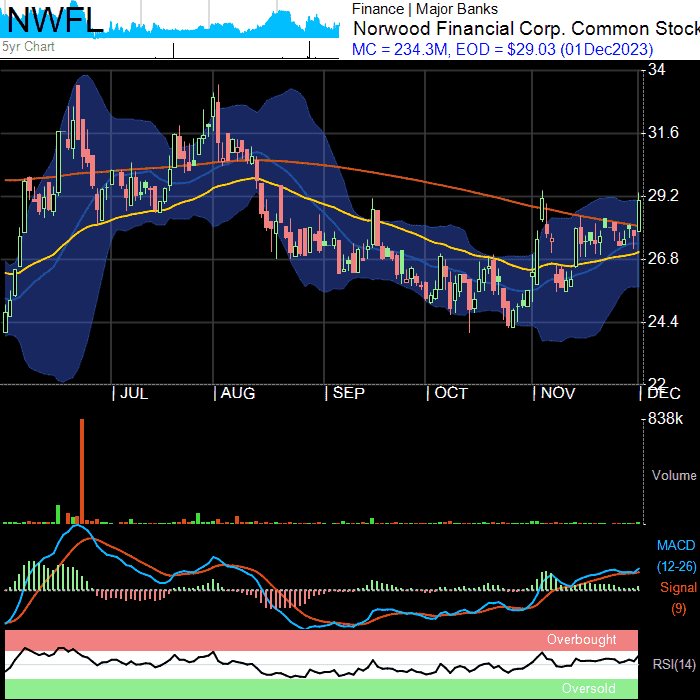 NWFL
5yr Chart
Finance | Major Banks
Norwood Financial Corp. Common Stock
MC = 234.3M, EOD = $29.03 (01Dec2023)
34
31.6
29.2
26.8
24.4
22
JUL
AUG
SEP
OCT
NOV
DEC
838k
Volume
MACD
(12-26)
Signal
(9)
Overbought
RSI(14)
Oversold